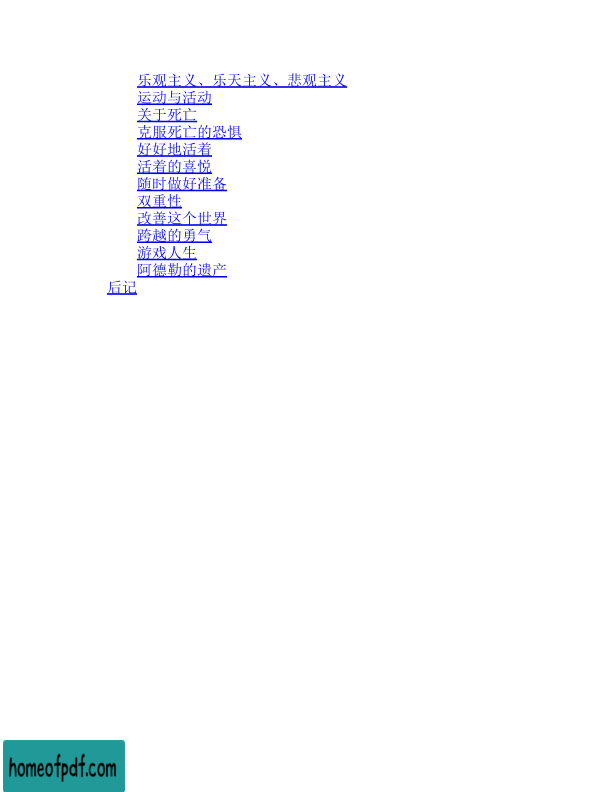 乐观主义、乐天主义、悲观主义
运动与活动
关于死亡
克服死亡的恐惧
好好地活着
活着的喜悦
随时做好准备
双重性
改善这个世界
跨越的勇气
游戏人生
阿德勒的遗产
后记
homeofpdf.com